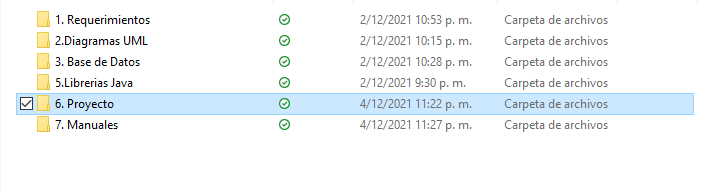 1. Requerimientos 2/12/2021 10:53 p. m. Carpeta de archivos
2.Diagramas UML 2/12/2021 10:15 p. m. Carpeta de archivos
3. Base de Datos 2/12/2021 10:28 p. m. Carpeta de archivos
5.Librerias Java 2/12/2021 9:30 p. m. Carpeta de archivos
6. Proyecto 4/12/2021 11:22 p. m. Carpeta de archivos
7. Manuales 4/12/2021 11:27 p. m. Carpeta de archivos